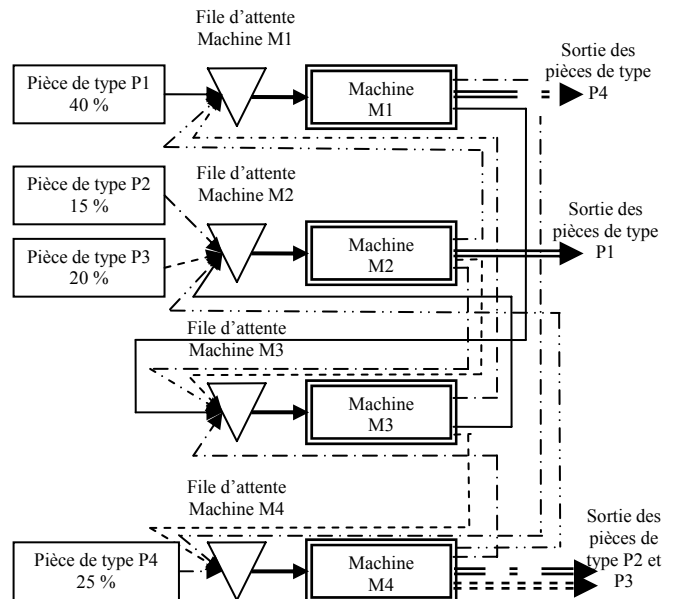 File d'attente
Machine M1
Pièce de type P1
40 %
Machine
M1
Sortie des
pièces de type
P4
Pièce de type P2
15 %
File d'attente
Machine M2
Pièce de type P3
20 %
Machine
M2
Sortie des
pièces de type
P1
File d'attente
Machine M3
Machine
M3
File d'attente
Machine M4
Pièce de type P4
25 %
Machine
M4
Sortie des
pièces de
type P2 et
P3